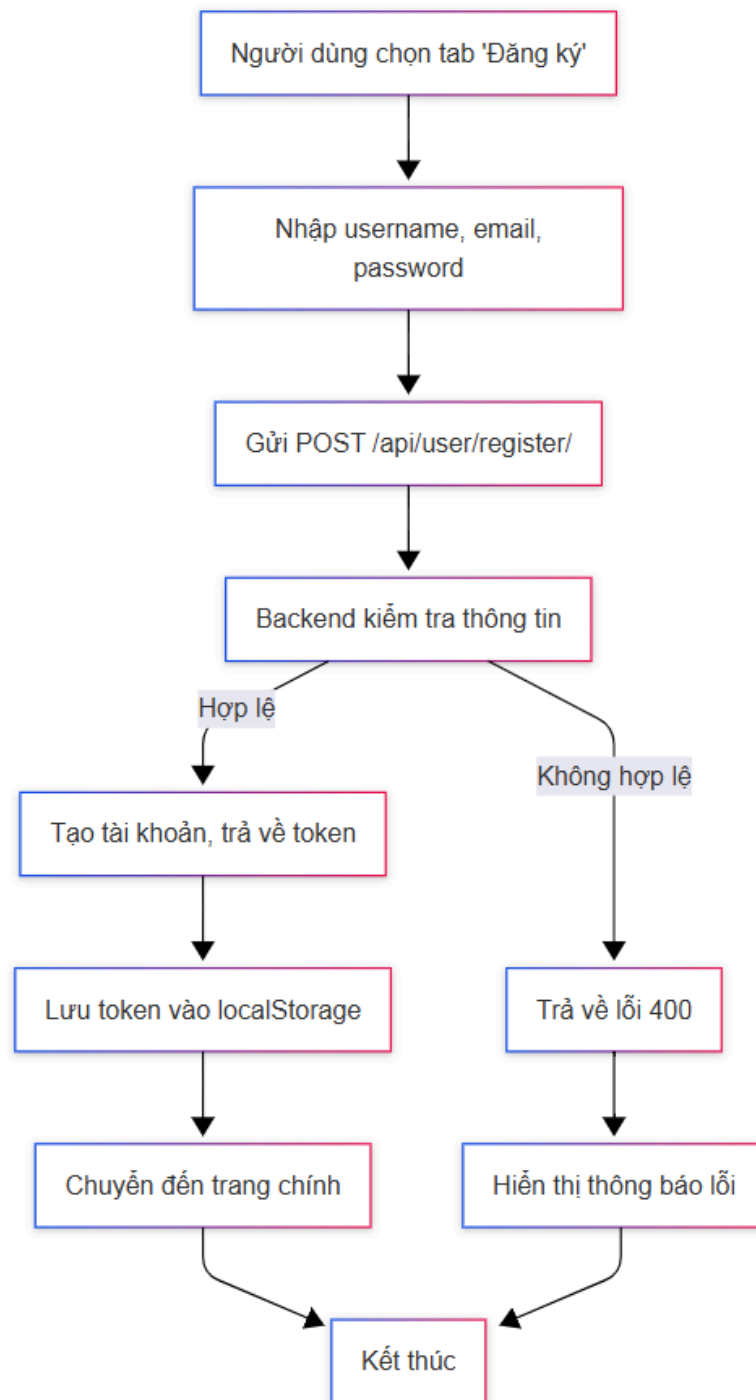 Người dùng chọn tab 'Đăng ký'
Nhập username, email,
password
Gửi POST /api/user/register/
Backend kiểm tra thông tin
Hợp lệ
Không hợp lệ
Tạo tài khoản, trả về token
Lưu token vào localStorage
Trả về lỗi 400
Chuyển đến trang chính
Hiển thị thông báo lỗi
Kết thúc